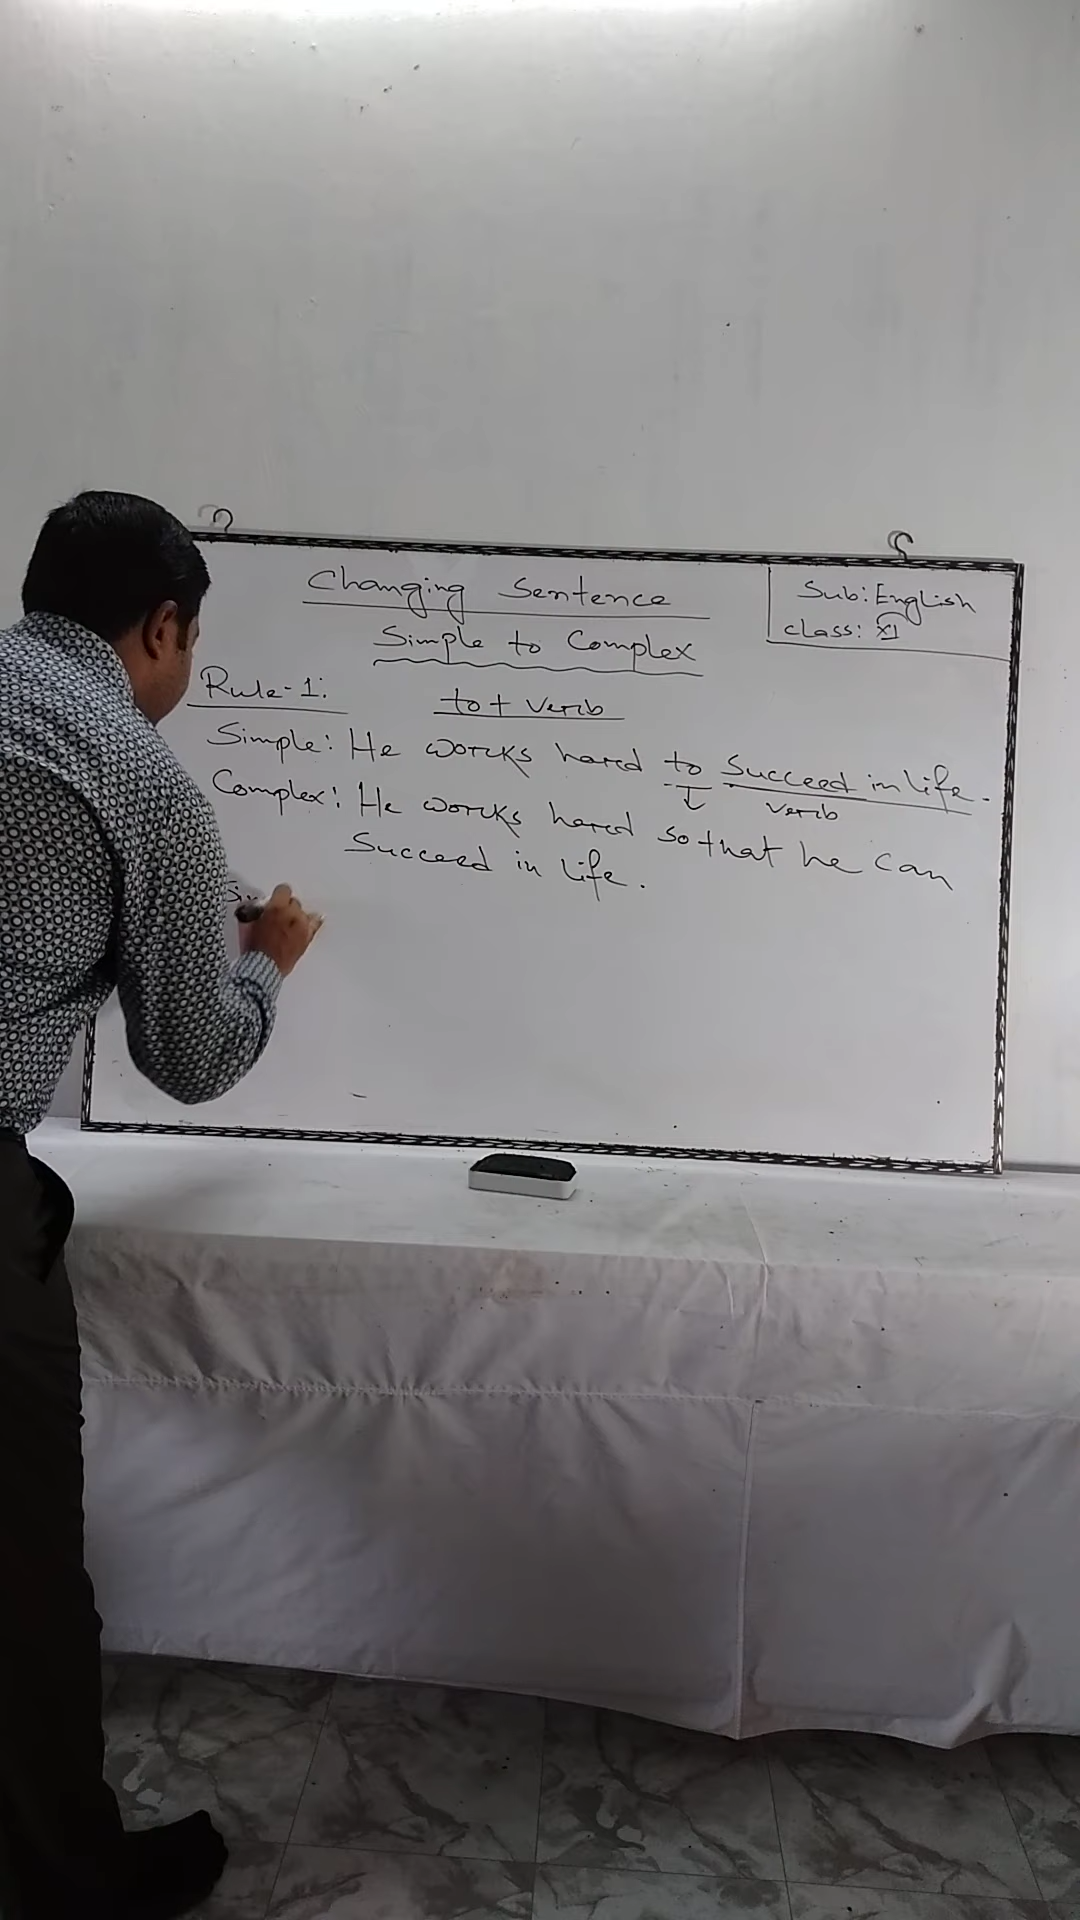 Changing Sentence
Simple to Complex
Sub: English
Class: XI
Rule-1:
to + Verb
Simple: He works hard to Succeed in life.
verb
Complex: He works hard so that he can
Succeed in life.